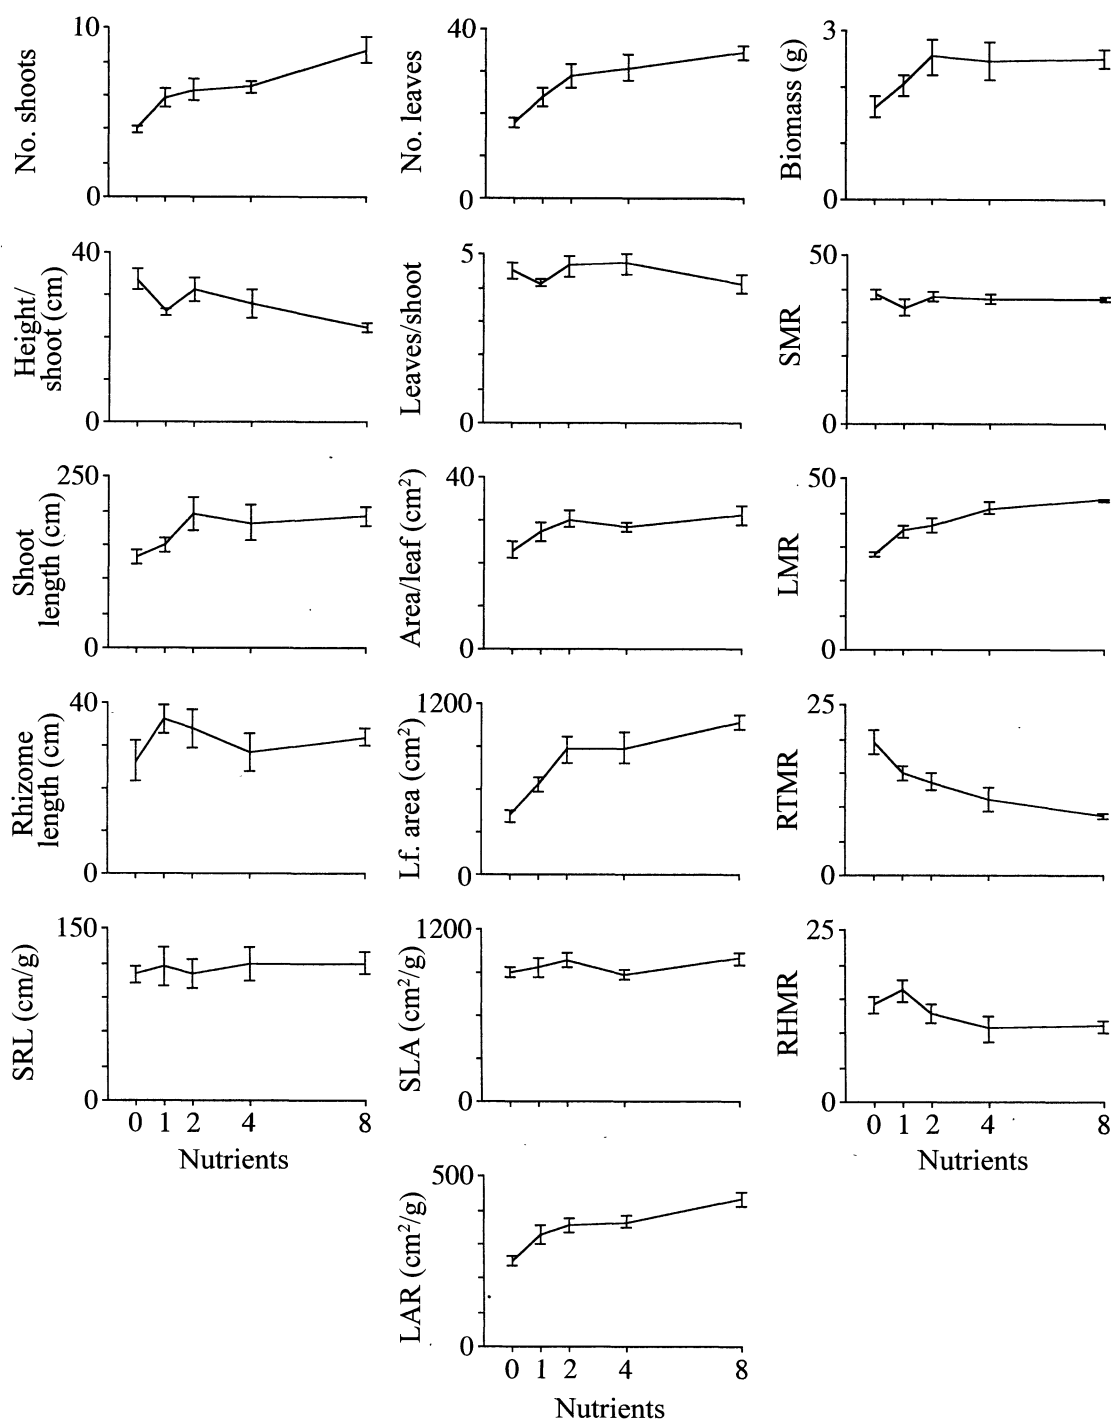 10
No. shoots
0
40
No. leaves
0
3
Biomass (g)
0
40
Height/
shoot (cm)
0
5
Leaves/shoot
0
50
SMR
0
250
Shoot
length (cm)
0
40
Area/leaf (cm²)
0
50
LMR
0
40
Rhizome
length (cm)
0
1200
Lf. area (cm²)
0
25
RTMR
0
150
SRL (cm/g)
0
0 1 2 4 8
Nutrients
1200
SLA (cm²/g)
0
25
RHMR
0
0 1 2 4 8
Nutrients
500
LAR (cm²/g)
0
0 1 2 4 8
Nutrients